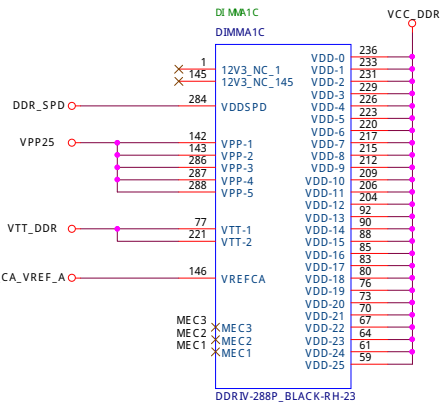 DIMMA1C
VCC_DDR
DIMMA1C
1 12V3_NC_1
145 12V3_NC_145
DDR_SPD 284 VDDSPD
VPP25 142 VPP-1
143 VPP-2
286 VPP-3
287 VPP-4
288 VPP-5
VTT_DDR 77 VTT-1
221 VTT-2
CA_VREF_A 146 VREFCA
MEC3 MEC3
MEC2 MEC2
MEC1 MEC1
VDD-0 236
VDD-1 233
VDD-2 231
VDD-3 229
VDD-4 226
VDD-5 223
VDD-6 220
VDD-7 217
VDD-8 215
VDD-9 212
VDD-10 209
VDD-11 206
VDD-12 204
VDD-13 92
VDD-14 90
VDD-15 88
VDD-16 85
VDD-17 83
VDD-18 80
VDD-19 76
VDD-20 73
VDD-21 70
VDD-22 67
VDD-23 64
VDD-24 61
VDD-25 59
DDRIV-288P_BLACK-RH-23